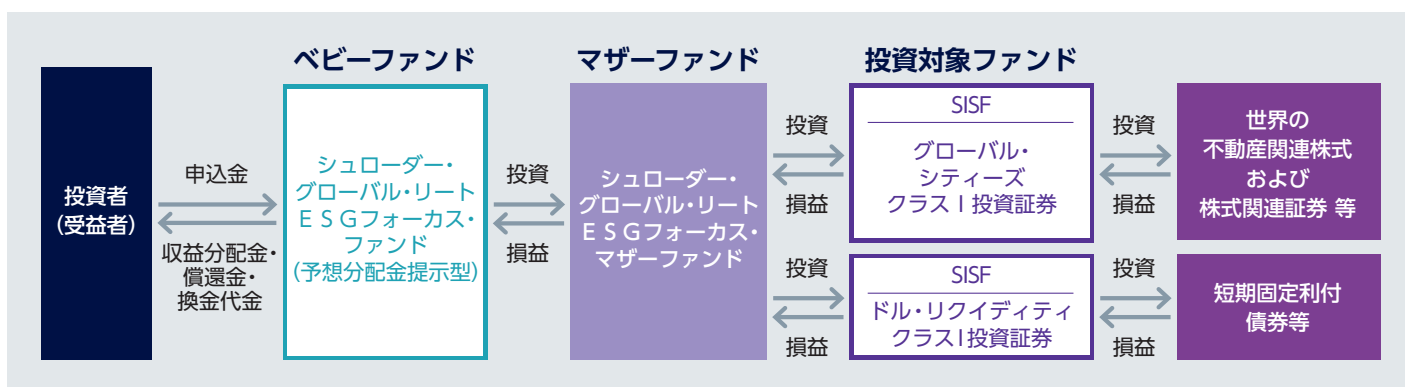 ベビーファンド
マザーファンド
投資対象ファンド
投資者
(受益者)
申込金
収益分配金・
償還金・
換金代金
シュローダー・
グローバル・リート
ＥＳＧフォーカス・
ファンド
(予想分配金提示型)
投資
損益
シュローダー・
グローバル・リート
ＥＳＧフォーカス・
マザーファンド
投資
損益
SISF
グローバル・
シティーズ
クラスＩ投資証券
投資
損益
世界の
不動産関連株式
および
株式関連証券 等
投資
損益
SISF
ドル・リクイディティ
クラスI投資証券
投資
損益
短期固定利付
債券等